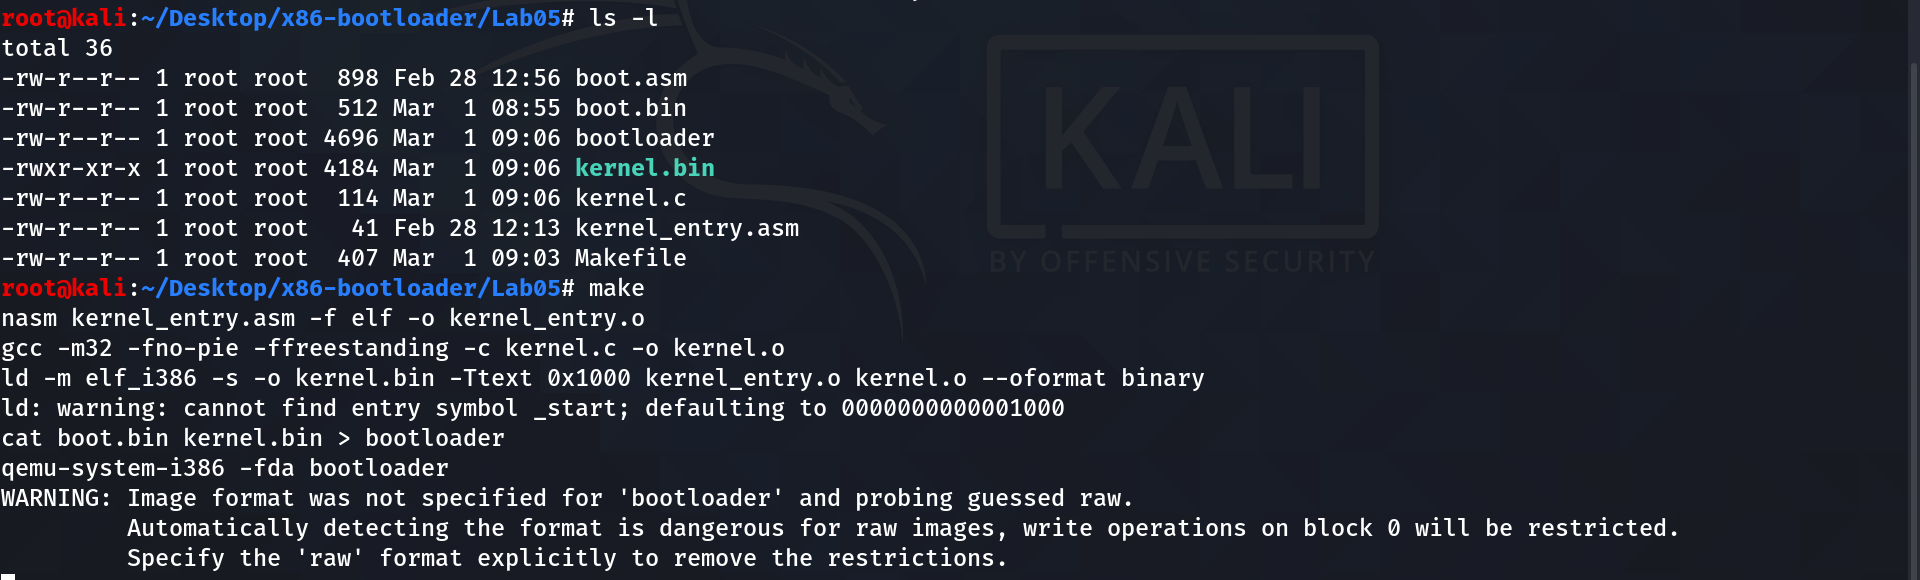 root@kali:~/Desktop/x86-bootloader/Lab05# ls -l
total 36
-rw-r--r-- 1 root root  898 Feb 28 12:56 boot.asm
-rw-r--r-- 1 root root  512 Mar  1 08:55 boot.bin
-rw-r--r-- 1 root root 4696 Mar  1 09:06 bootloader
-rwxr-xr-x 1 root root 4184 Mar  1 09:06 kernel.bin
-rw-r--r-- 1 root root  114 Mar  1 09:06 kernel.c
-rw-r--r-- 1 root root   41 Feb 28 12:13 kernel_entry.asm
-rw-r--r-- 1 root root  407 Mar  1 09:03 Makefile
root@kali:~/Desktop/x86-bootloader/Lab05# make
nasm kernel_entry.asm -f elf -o kernel_entry.o
gcc -m32 -fno-pie -ffreestanding -c kernel.c -o kernel.o
ld -m elf_i386 -s -o kernel.bin -Ttext 0x1000 kernel_entry.o kernel.o --oformat binary
ld: warning: cannot find entry symbol _start; defaulting to 0000000000001000
cat boot.bin kernel.bin > bootloader
qemu-system-i386 -fda bootloader
WARNING: Image format was not specified for 'bootloader' and probing guessed raw.
         Automatically detecting the format is dangerous for raw images, write operations on block 0 will be restricted.
         Specify the 'raw' format explicitly to remove the restrictions.
KALI
BY OFFENSIVE SECURITY